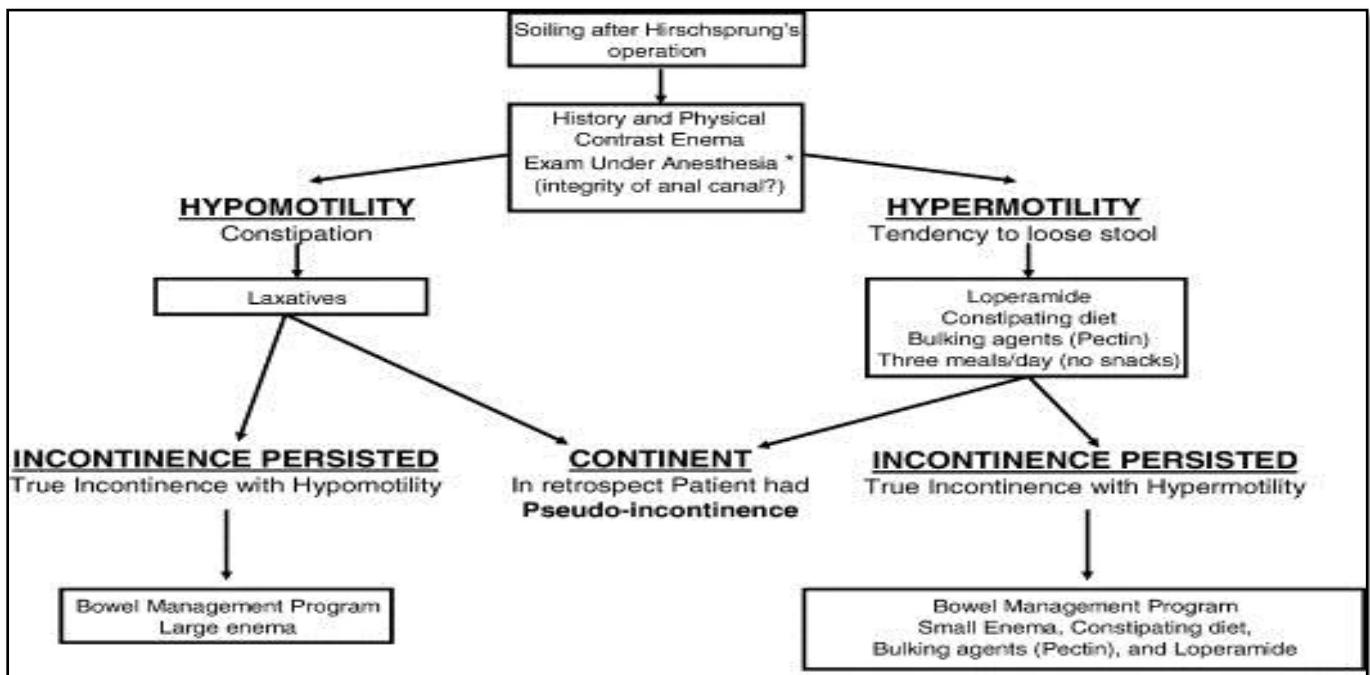 Soiling after Hirschsprung's
operation
History and Physical
Contrast Enema
Exam Under Anesthesia *
(integrity of anal canal?)
HYPOMOTILITY
Constipation
HYPERMOTILITY
Tendency to loose stool
Laxatives
Loperamide
Constipating diet
Bulking agents (Pectin)
Three meals/day (no snacks)
INCONTINENCE PERSISTED
True Incontinence with Hypomotility
CONTINENT
In retrospect Patient had
Pseudo-incontinence
INCONTINENCE PERSISTED
True Incontinence with Hypermotility
Bowel Management Program
Large enema
Bowel Management Program
Small Enema, Constipating diet,
Bulking agents (Pectin), and Loperamide